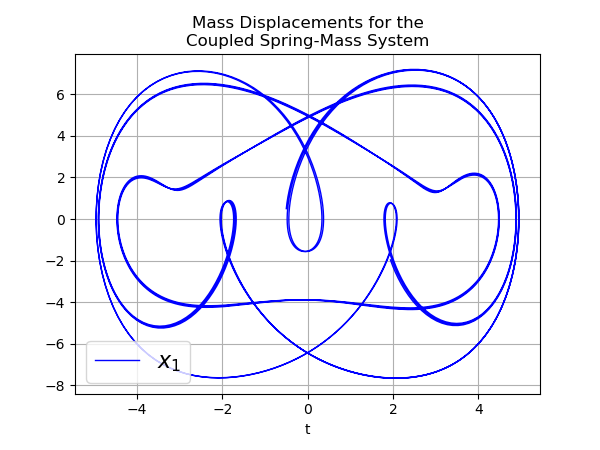 Mass Displacements for the
Coupled Spring-Mass System
6
4
2
0
−2
−4
−6
−8
x₁
−4 −2 0 2 4
t